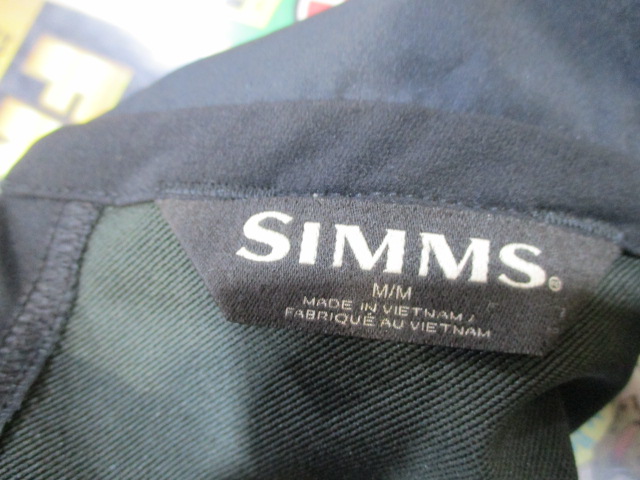 SIMMS®
M/M
MADE IN VIETNAM /
FABRIQUÉ AU VIETNAM